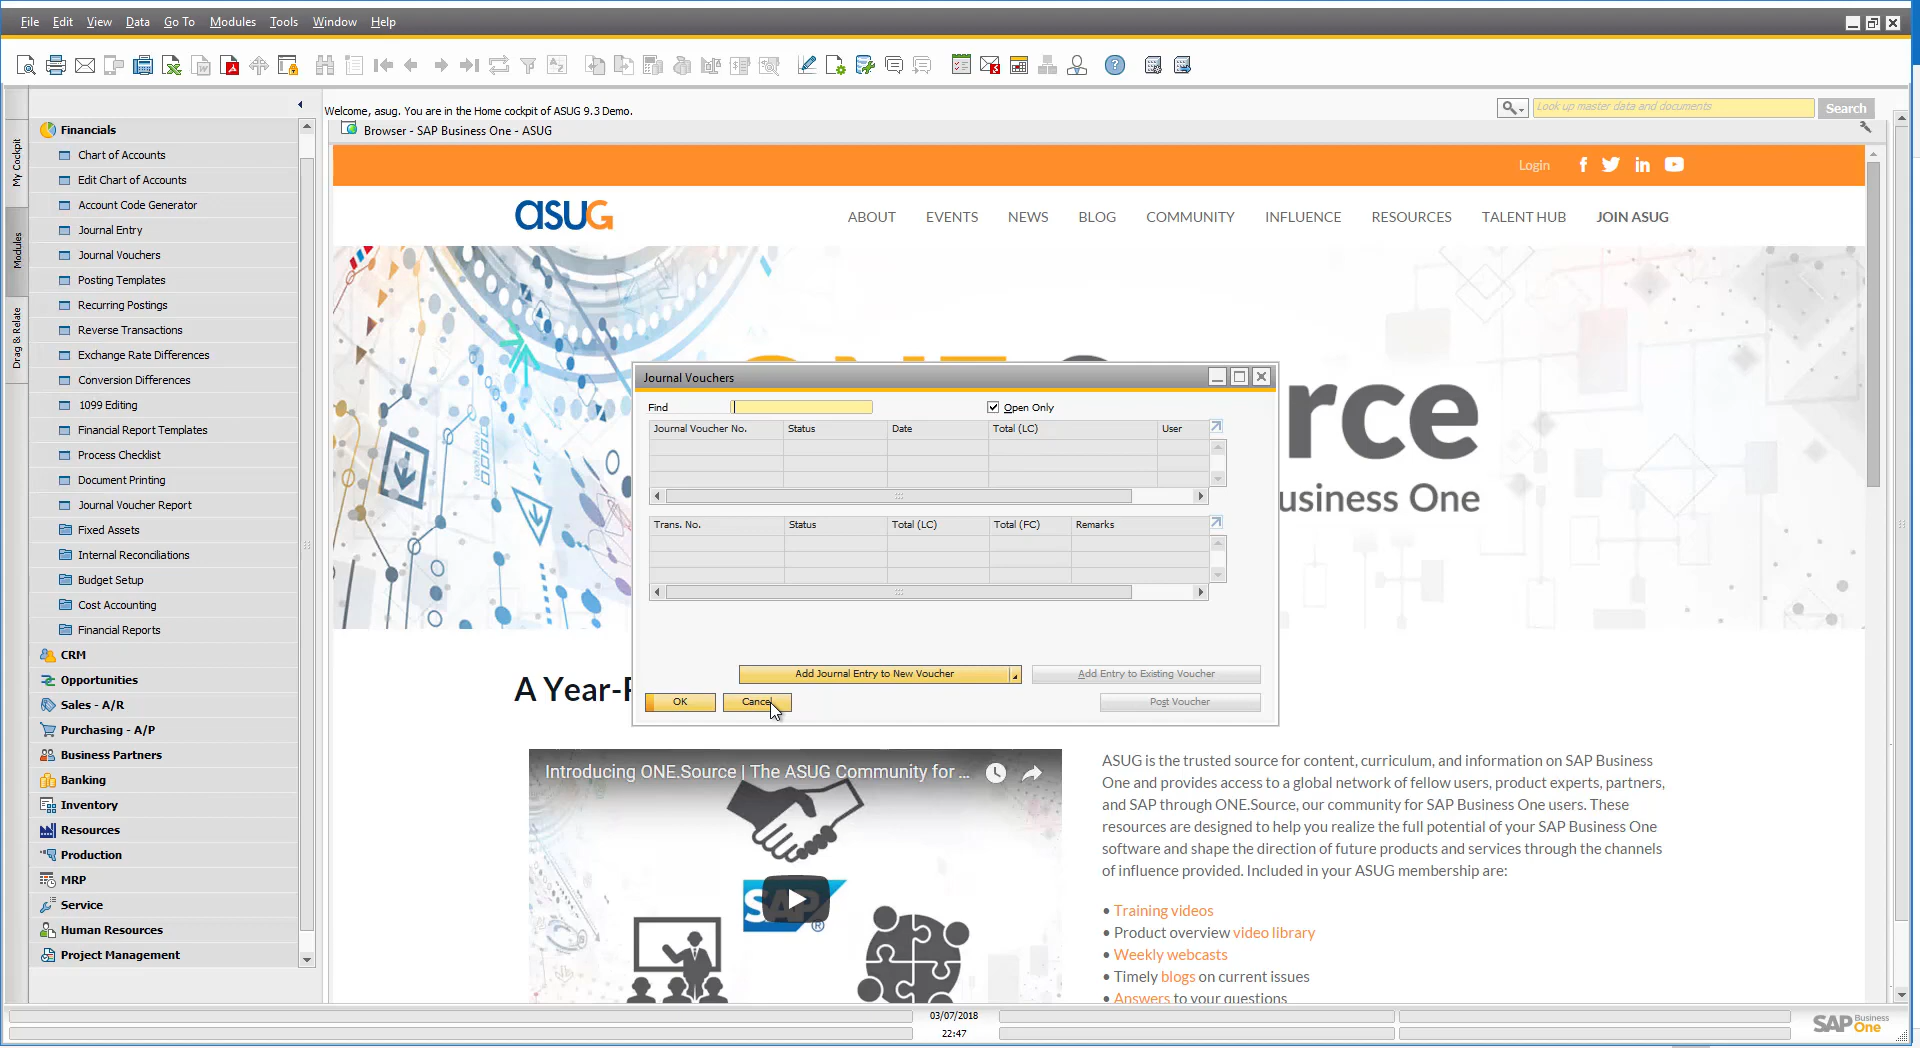 File Edit View Data Go To Modules Tools Window Help
Welcome, asug. You are in the Home cockpit of ASUG 9.3 Demo.
Look up master data and documents
Search
Browser - SAP Business One - ASUG
My Cockpit
Modules
Drag & Relate
Financials
Chart of Accounts
Edit Chart of Accounts
Account Code Generator
Journal Entry
Journal Vouchers
Posting Templates
Recurring Postings
Reverse Transactions
Exchange Rate Differences
Conversion Differences
1099 Editing
Financial Report Templates
Process Checklist
Document Printing
Journal Voucher Report
Fixed Assets
Internal Reconciliations
Budget Setup
Cost Accounting
Financial Reports
CRM
Opportunities
Sales - A/R
Purchasing - A/P
Business Partners
Banking
Inventory
Resources
Production
MRP
Service
Human Resources
Project Management
Login
asuG
ABOUT EVENTS NEWS BLOG COMMUNITY INFLUENCE RESOURCES TALENT HUB JOIN ASUG
rce
usiness One
Journal Vouchers
Find
Open Only
Journal Voucher No. Status Date Total (LC) User
Trans. No. Status Total (LC) Total (FC) Remarks
Add Journal Entry to New Voucher
Add Entry to Existing Voucher
OK
Cancel
Post Voucher
A Year-
Introducing ONE.Source | The ASUG Community for ...
SAP
ASUG is the trusted source for content, curriculum, and information on SAP Business
One and provides access to a global network of fellow users, product experts, partners,
and SAP through ONE.Source, our community for SAP Business One users. These
resources are designed to help you realize the full potential of your SAP Business One
software and shape the direction of future products and services through the channels
of influence provided. Included in your ASUG membership are:
• Training videos
• Product overview video library
• Weekly webcasts
• Timely blogs on current issues
• Answers to your questions
03/07/2018
22:47
SAP Business One